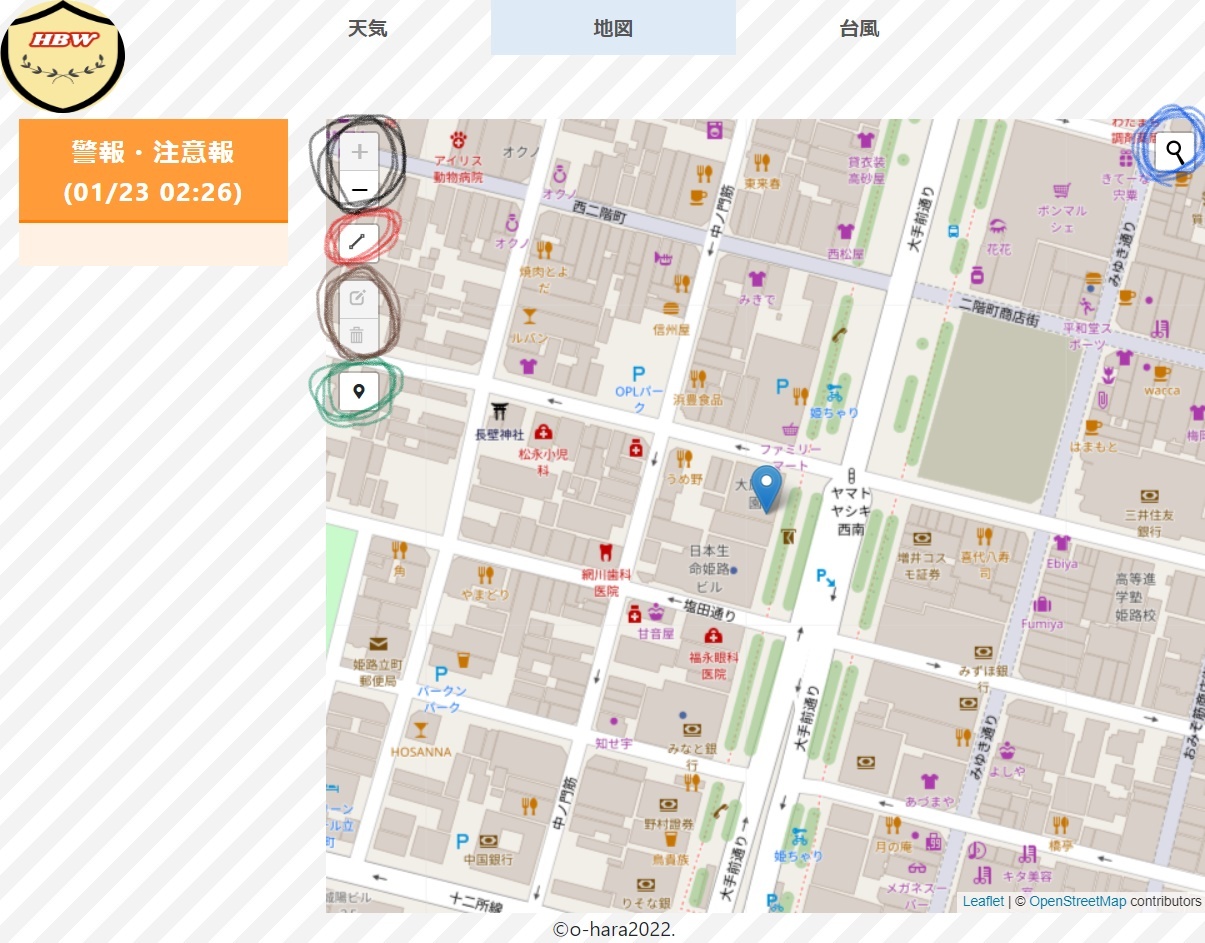 HBW
天気
地図
台風
警報・注意報
(01/23 02:26)
+
−
アイリス
動物病院
オクノ
オクノ
オクノ
西二階町
焼肉とよ
だ
ルパン
信州屋
OPLパー
ク
浜豊食品
東来春
中ノ門筋
貸衣装
高砂屋
西松屋
みきで
大手前通り
花花
ボンマル
シェ
調剤薬局
きてーな
宍粟
みゆき通り
二階町商店街
平和堂ス
ポーツ
wacca
はまもと
P
姫ちゃり
ファミリー
マート
長壁神社
松永小児
科
うめ野
ヤマト
ヤシキ
西南
日本生
命姫路
ビル
三井住友
銀行
増井コス
モ証券
喜代八寿
司
Ebiya
高等進
学塾
姫路校
Fumiya
角
やまどり
網川歯科
医院
塩田通り
甘音屋
福永眼科
医院
みずほ銀
行
姫路立町
郵便局
P
パークン
パーク
HOSANNA
知せ宇
みなと銀
行
大手前通り
みゆき通り
おみぞ筋商店街
よしや
あづまや
中ノ門筋
野村證券
鳥貴族
P
中国銀行
りそな銀
大手前通り
姫ちゃり
月の庵
橋亭
メガネスー
パー
キタ美容
室
十二所線
Leaflet | © OpenStreetMap contributors
©o-hara2022.